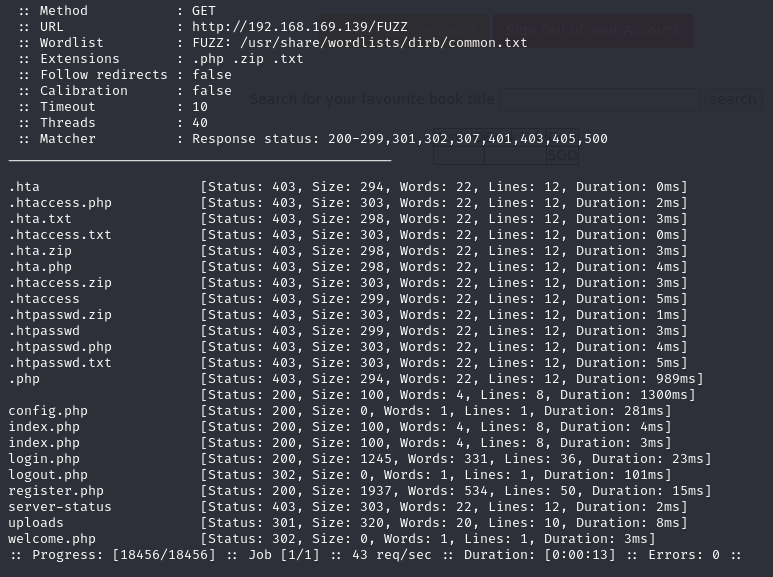 :: Method : GET
:: URL : http://192.168.169.139/FUZZ
:: Wordlist : FUZZ: /usr/share/wordlists/dirb/common.txt
:: Extensions : .php .zip .txt
:: Follow redirects : false
:: Calibration : false
:: Timeout : 10
:: Threads : 40
:: Matcher : Response status: 200-299,301,302,307,401,403,405,500
________________________________________________
Sign Out of Your Account
Search for your favourite book title
search
SGD
.hta [Status: 403, Size: 294, Words: 22, Lines: 12, Duration: 0ms]
.htaccess.php [Status: 403, Size: 303, Words: 22, Lines: 12, Duration: 2ms]
.hta.txt [Status: 403, Size: 298, Words: 22, Lines: 12, Duration: 3ms]
.htaccess.txt [Status: 403, Size: 303, Words: 22, Lines: 12, Duration: 0ms]
.hta.zip [Status: 403, Size: 298, Words: 22, Lines: 12, Duration: 3ms]
.hta.php [Status: 403, Size: 298, Words: 22, Lines: 12, Duration: 4ms]
.htaccess.zip [Status: 403, Size: 303, Words: 22, Lines: 12, Duration: 3ms]
.htaccess [Status: 403, Size: 299, Words: 22, Lines: 12, Duration: 5ms]
.htpasswd.zip [Status: 403, Size: 303, Words: 22, Lines: 12, Duration: 1ms]
.htpasswd [Status: 403, Size: 299, Words: 22, Lines: 12, Duration: 3ms]
.htpasswd.php [Status: 403, Size: 303, Words: 22, Lines: 12, Duration: 4ms]
.htpasswd.txt [Status: 403, Size: 303, Words: 22, Lines: 12, Duration: 5ms]
.php [Status: 403, Size: 294, Words: 22, Lines: 12, Duration: 989ms]
[Status: 200, Size: 100, Words: 4, Lines: 8, Duration: 1300ms]
config.php [Status: 200, Size: 0, Words: 1, Lines: 1, Duration: 281ms]
index.php [Status: 200, Size: 100, Words: 4, Lines: 8, Duration: 4ms]
index.php [Status: 200, Size: 100, Words: 4, Lines: 8, Duration: 3ms]
login.php [Status: 200, Size: 1245, Words: 331, Lines: 36, Duration: 23ms]
logout.php [Status: 302, Size: 0, Words: 1, Lines: 1, Duration: 101ms]
register.php [Status: 200, Size: 1937, Words: 534, Lines: 50, Duration: 15ms]
server-status [Status: 403, Size: 303, Words: 22, Lines: 12, Duration: 2ms]
uploads [Status: 301, Size: 320, Words: 20, Lines: 10, Duration: 8ms]
welcome.php [Status: 302, Size: 0, Words: 1, Lines: 1, Duration: 3ms]
:: Progress: [18456/18456] :: Job [1/1] :: 43 req/sec :: Duration: [0:00:13] :: Errors: 0 ::